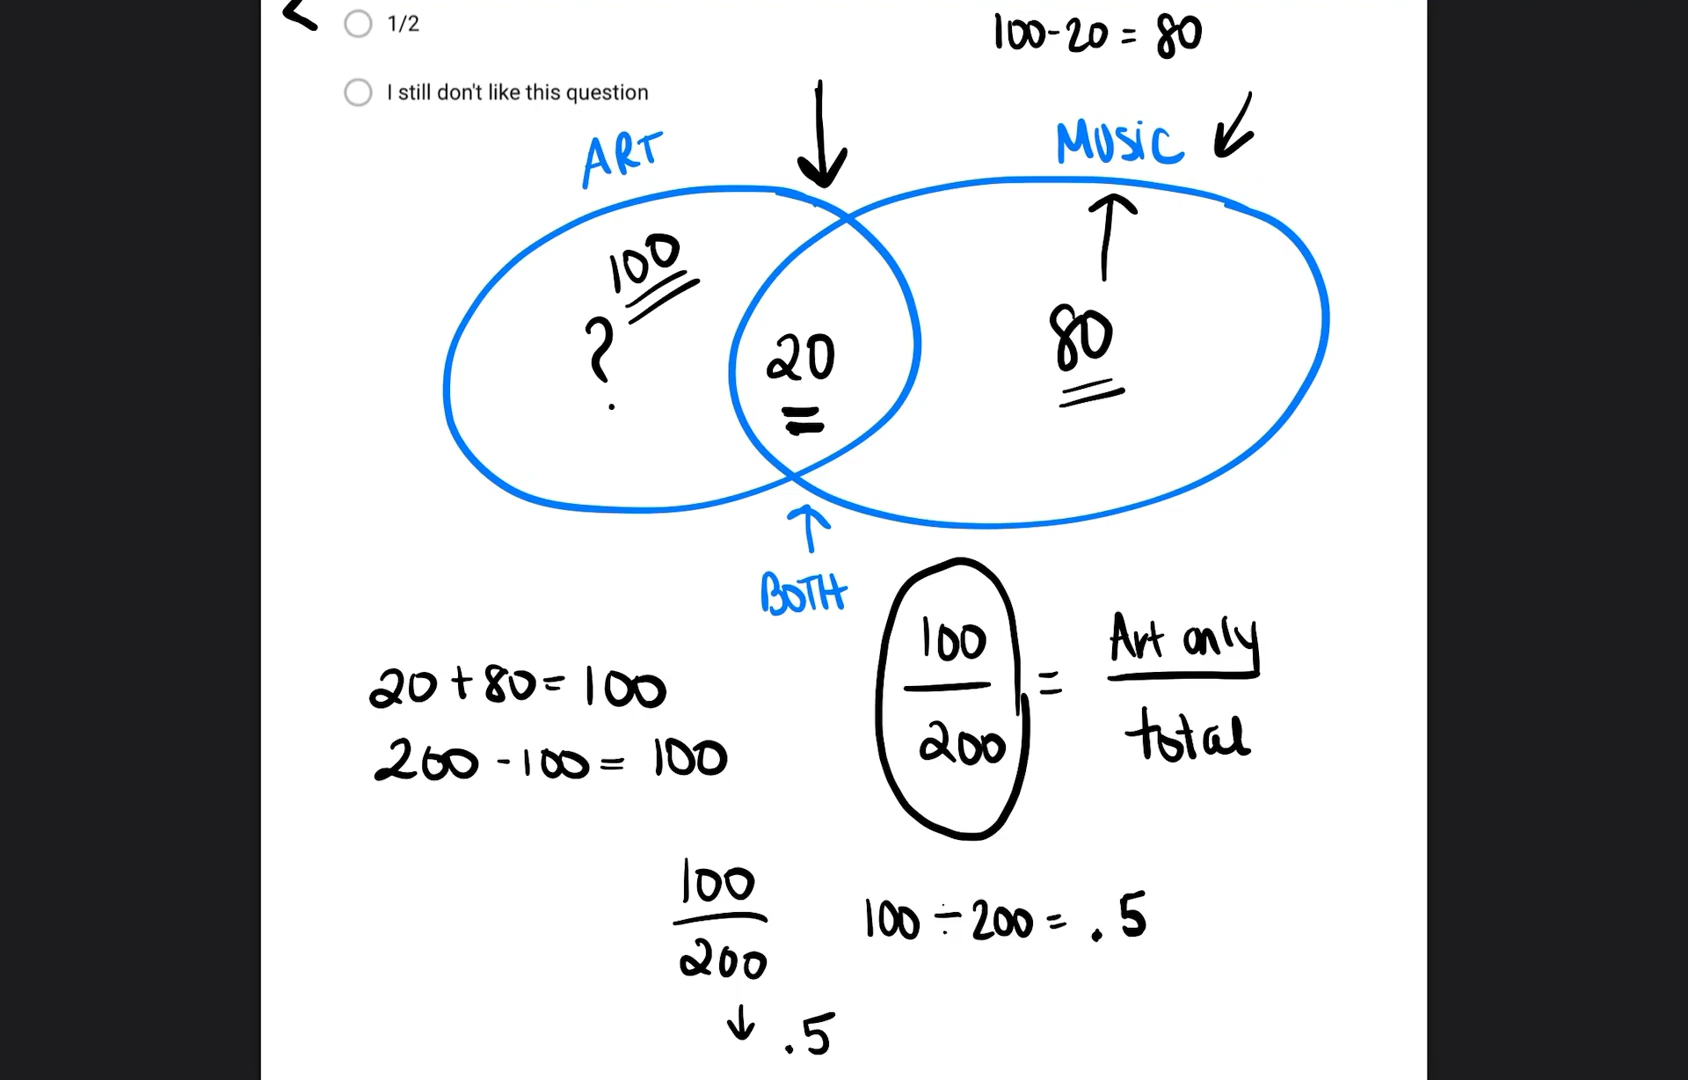 1/2
100-20 = 80
I still don't like this question
ART
MUSIC
100
?
20
80
BOTH
100
200
=
Art only
total
20+80=100
200-100=100
100
200
100÷200=.5
.5